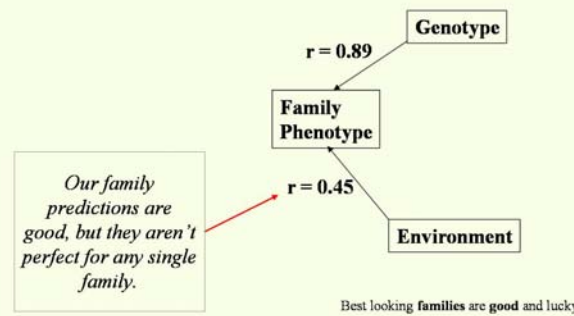 Genotype
r = 0.89
Family
Phenotype
Our family
predictions are
good, but they aren't
perfect for any single
family.
r = 0.45
Environment
Best looking families are good and lucky